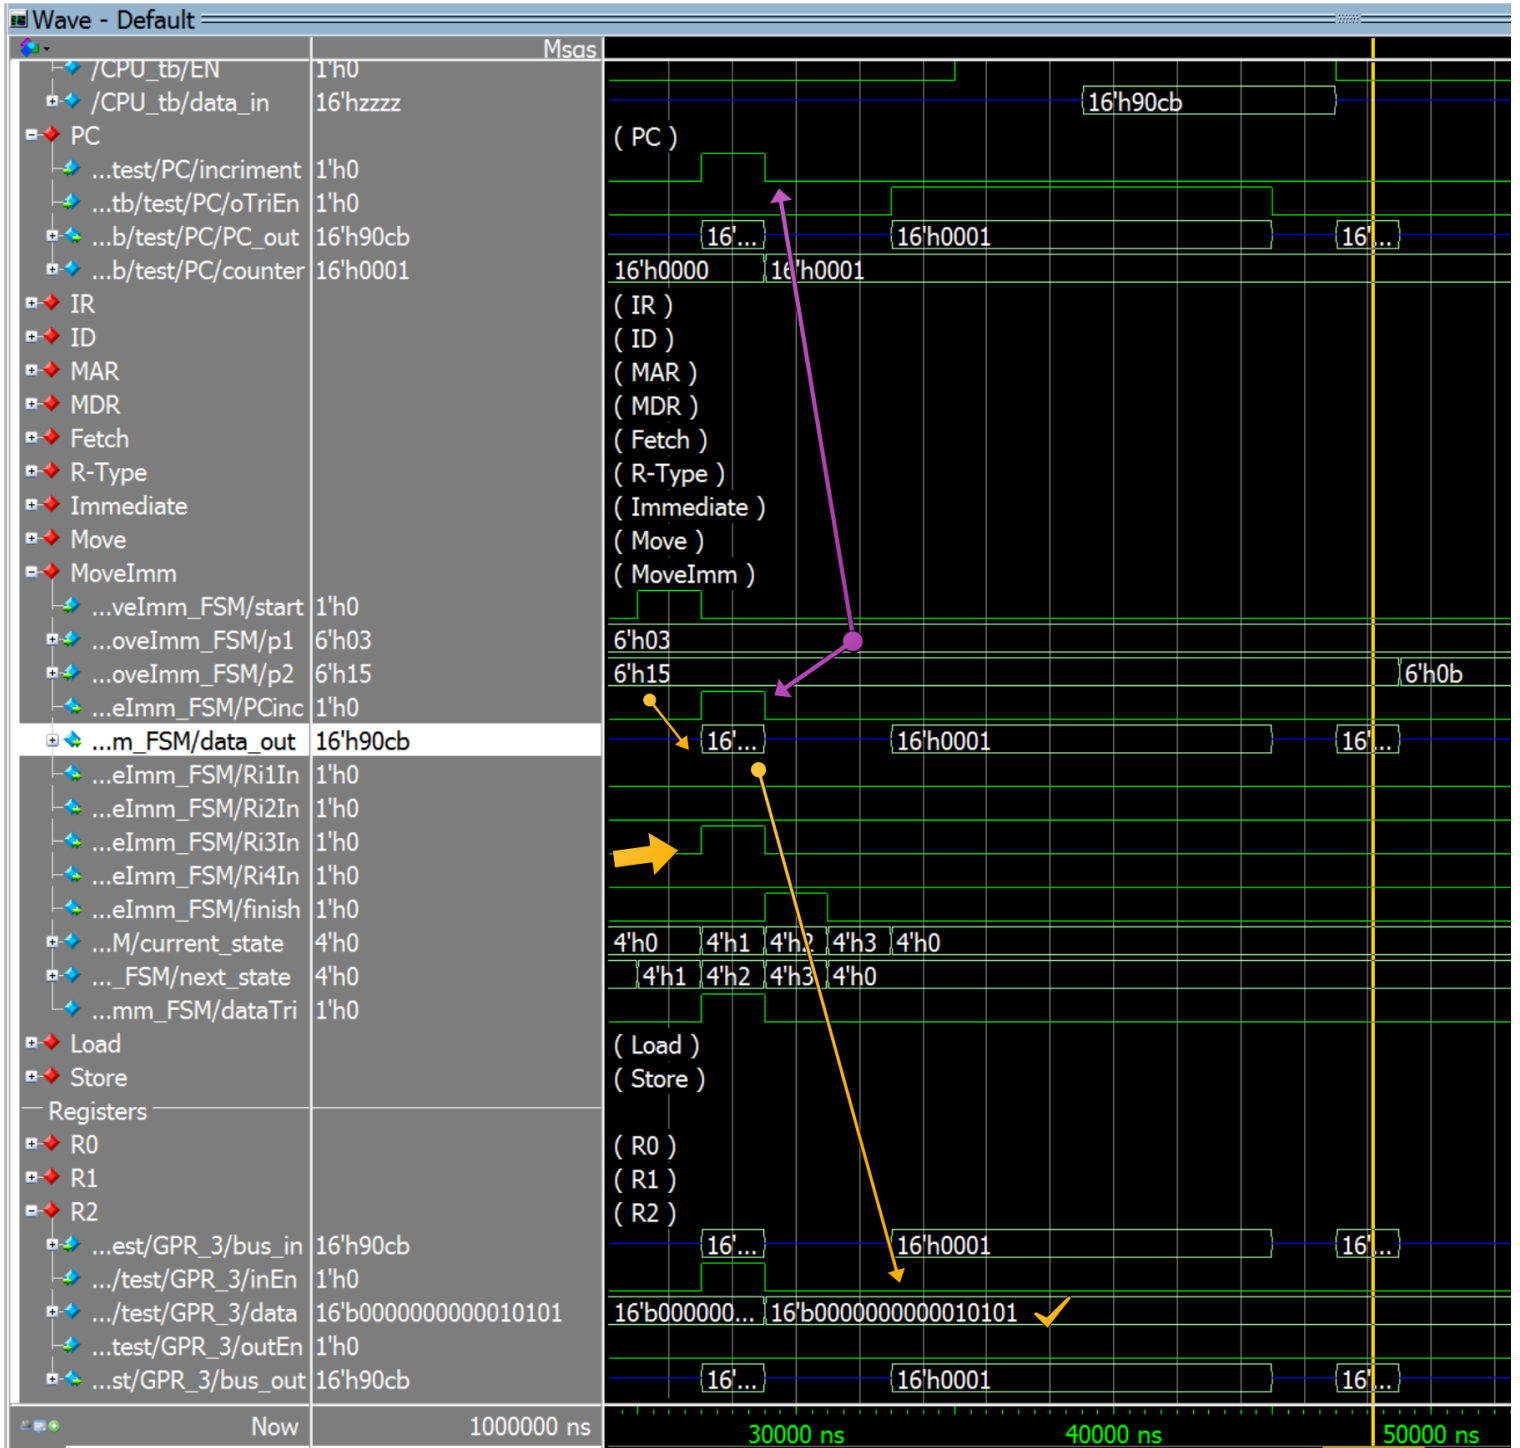 Wave - Default
Msgs
/CPU_tb/EN 1'h0
/CPU_tb/data_in 16'hzzzz 16'h90cb
PC ( PC )
...test/PC/incriment 1'h0
...tb/test/PC/oTriEn 1'h0
...b/test/PC/PC_out 16'h90cb 16'... 16'h0001 16'...
...b/test/PC/counter 16'h0001 16'h0000 16'h0001
IR ( IR )
ID ( ID )
MAR ( MAR )
MDR ( MDR )
Fetch ( Fetch )
R-Type ( R-Type )
Immediate ( Immediate )
Move ( Move )
MoveImm ( MoveImm )
...veImm_FSM/start 1'h0
...oveImm_FSM/p1 6'h03 6'h03
...oveImm_FSM/p2 6'h15 6'h15 6'h0b
...eImm_FSM/PCinc 1'h0
...m_FSM/data_out 16'h90cb 16'... 16'h0001 16'...
...eImm_FSM/Ri1In 1'h0
...eImm_FSM/Ri2In 1'h0
...eImm_FSM/Ri3In 1'h0
...eImm_FSM/Ri4In 1'h0
...eImm_FSM/finish 1'h0
...M/current_state 4'h0 4'h0 4'h1 4'h2 4'h3 4'h0
..._FSM/next_state 4'h0 4'h1 4'h2 4'h3 4'h0
...mm_FSM/dataTri 1'h0
Load ( Load )
Store ( Store )
Registers
R0 ( R0 )
R1 ( R1 )
R2 ( R2 )
...est/GPR_3/bus_in 16'h90cb 16'... 16'h0001 16'...
.../test/GPR_3/inEn 1'h0
.../test/GPR_3/data 16'b0000000000010101 16'b000000... 16'b0000000000010101
...test/GPR_3/outEn 1'h0
...st/GPR_3/bus_out 16'h90cb 16'... 16'h0001 16'...
Now 1000000 ns 30000 ns 40000 ns 50000 ns